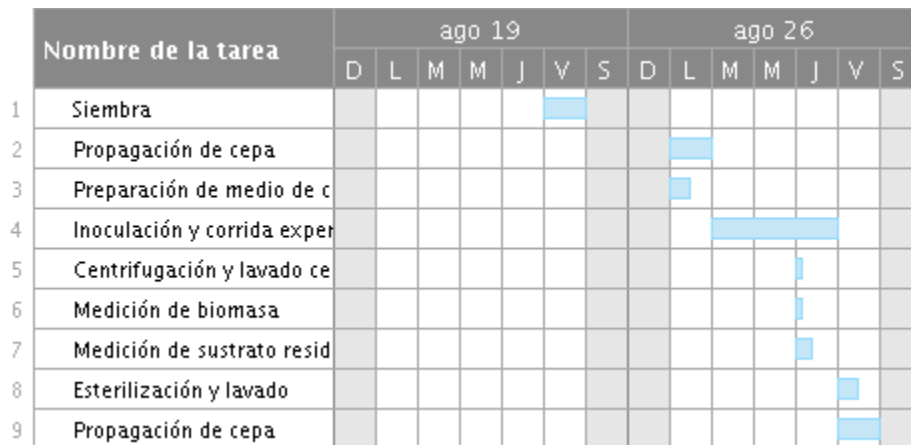 Nombre de la tarea
ago 19
ago 26
D L M M J V S D L M M J V S
1 Siembra
2 Propagación de cepa
3 Preparación de medio de c
4 Inoculación y corrida exper
5 Centrifugación y lavado ce
6 Medición de biomasa
7 Medición de sustrato resid
8 Esterilización y lavado
9 Propagación de cepa